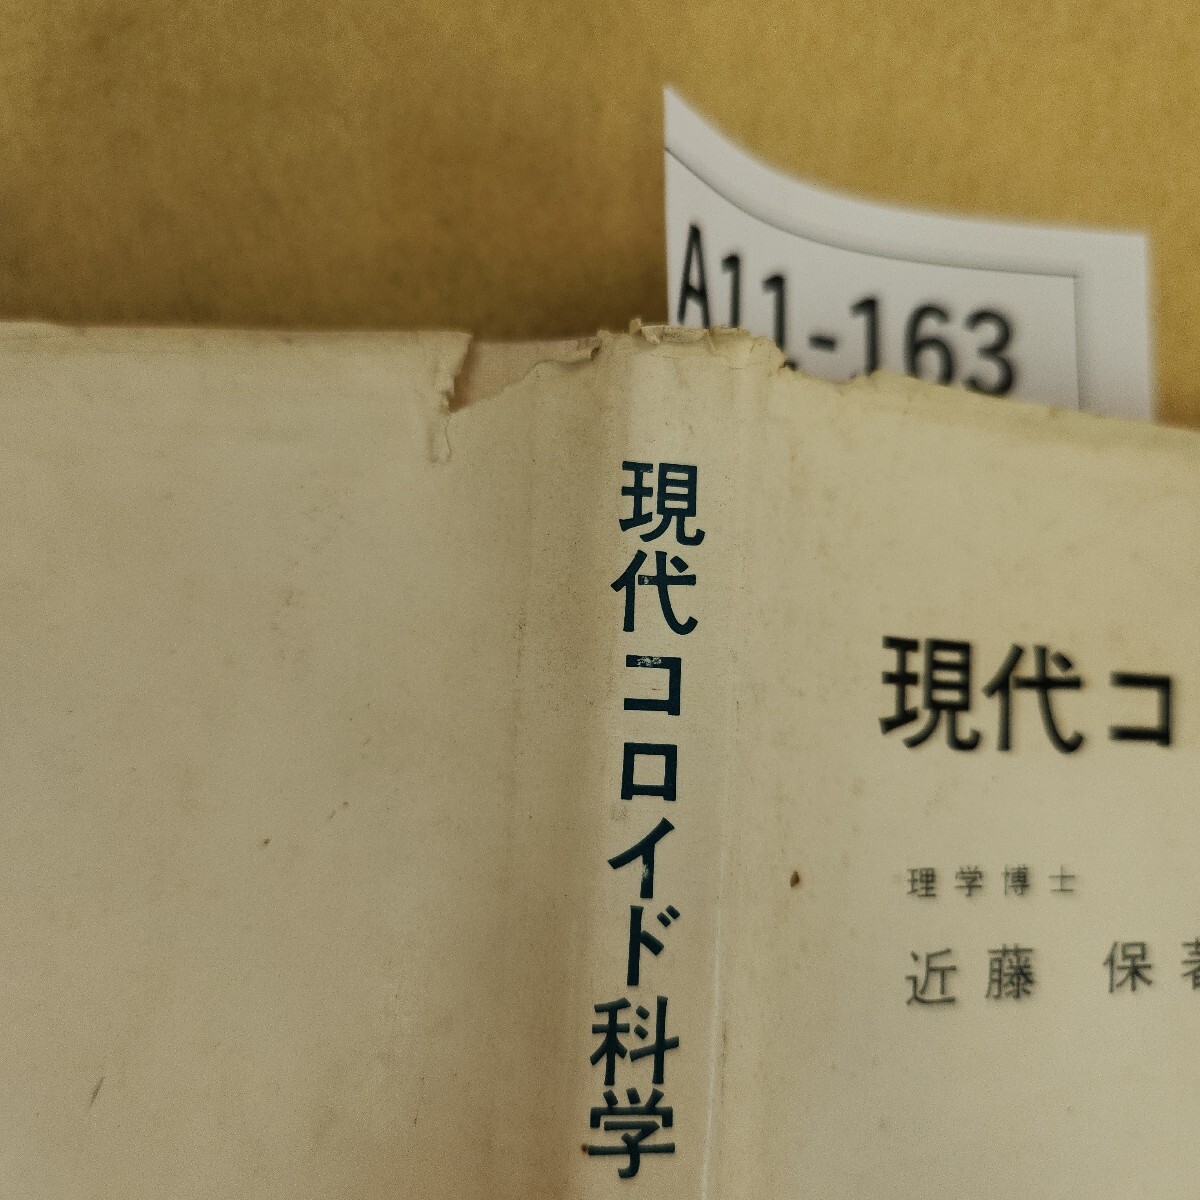 A11-163
現代コロイド科学
現代コ
理学博士
近藤 保著